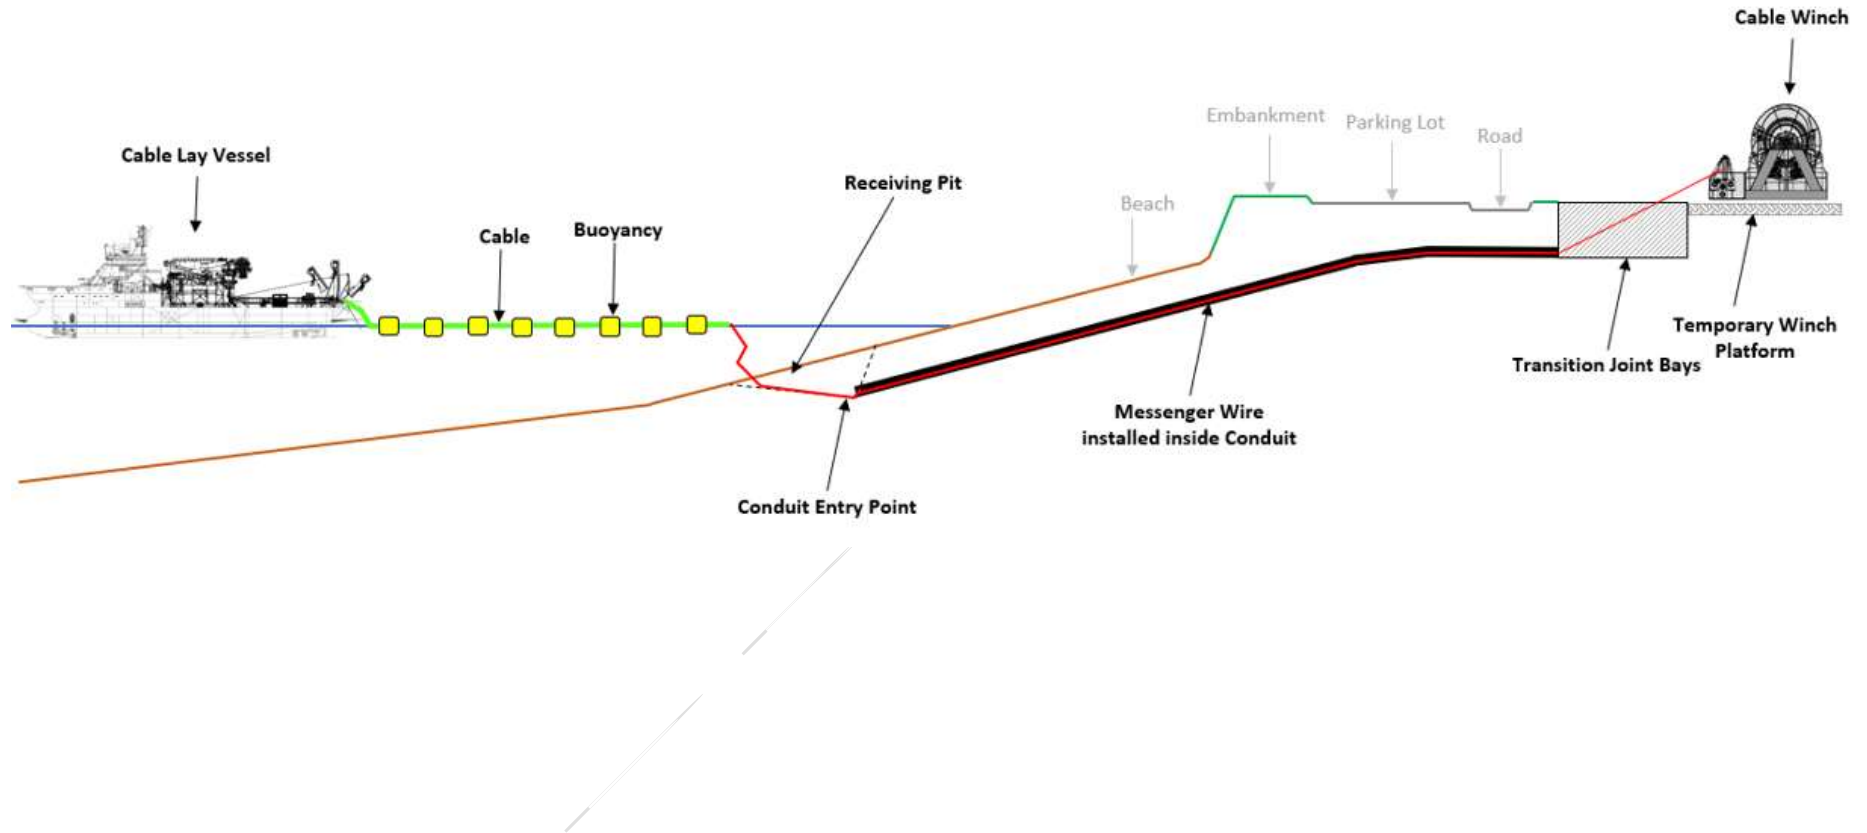 Cable Winch
Embankment
Parking Lot
Road
Cable Lay Vessel
Receiving Pit
Beach
Cable
Buoyancy
Temporary Winch
Platform
Transition Joint Bays
Messenger Wire
installed inside Conduit
Conduit Entry Point